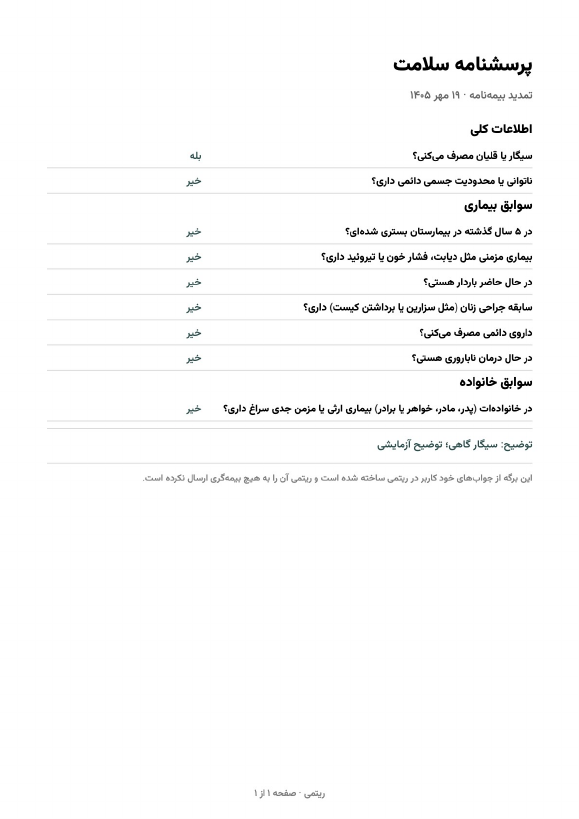 پرسشنامه سلامت
تمدید بیمه‌نامه · ۱۹ مهر ۱۴۰۵
اطلاعات کلی
سیگار یا قلیان مصرف می‌کنی؟ بله
ناتوانی یا محدودیت جسمی دائمی داری؟ خیر
سوابق بیماری
در ۵ سال گذشته در بیمارستان بستری شده‌ای؟ خیر
بیماری مزمنی مثل دیابت، فشار خون یا تیروئید داری؟ خیر
در حال حاضر باردار هستی؟ خیر
سابقه جراحی زنان (مثل سزارین یا برداشتن کیست) داری؟ خیر
داروی دائمی مصرف می‌کنی؟ خیر
در حال درمان ناباروری هستی؟ خیر
سوابق خانواده
در خانواده‌ات (پدر، مادر، خواهر یا برادر) بیماری ارثی یا مزمن جدی سراغ داری؟ خیر
توضیح: سیگار گاهی؛ توضیح آزمایشی
این برگه از جواب‌های خود کاربر در ریتمی ساخته شده است و ریتمی آن را به هیچ بیمه‌گری ارسال نکرده است.
ریتمی · صفحه ۱ از ۱